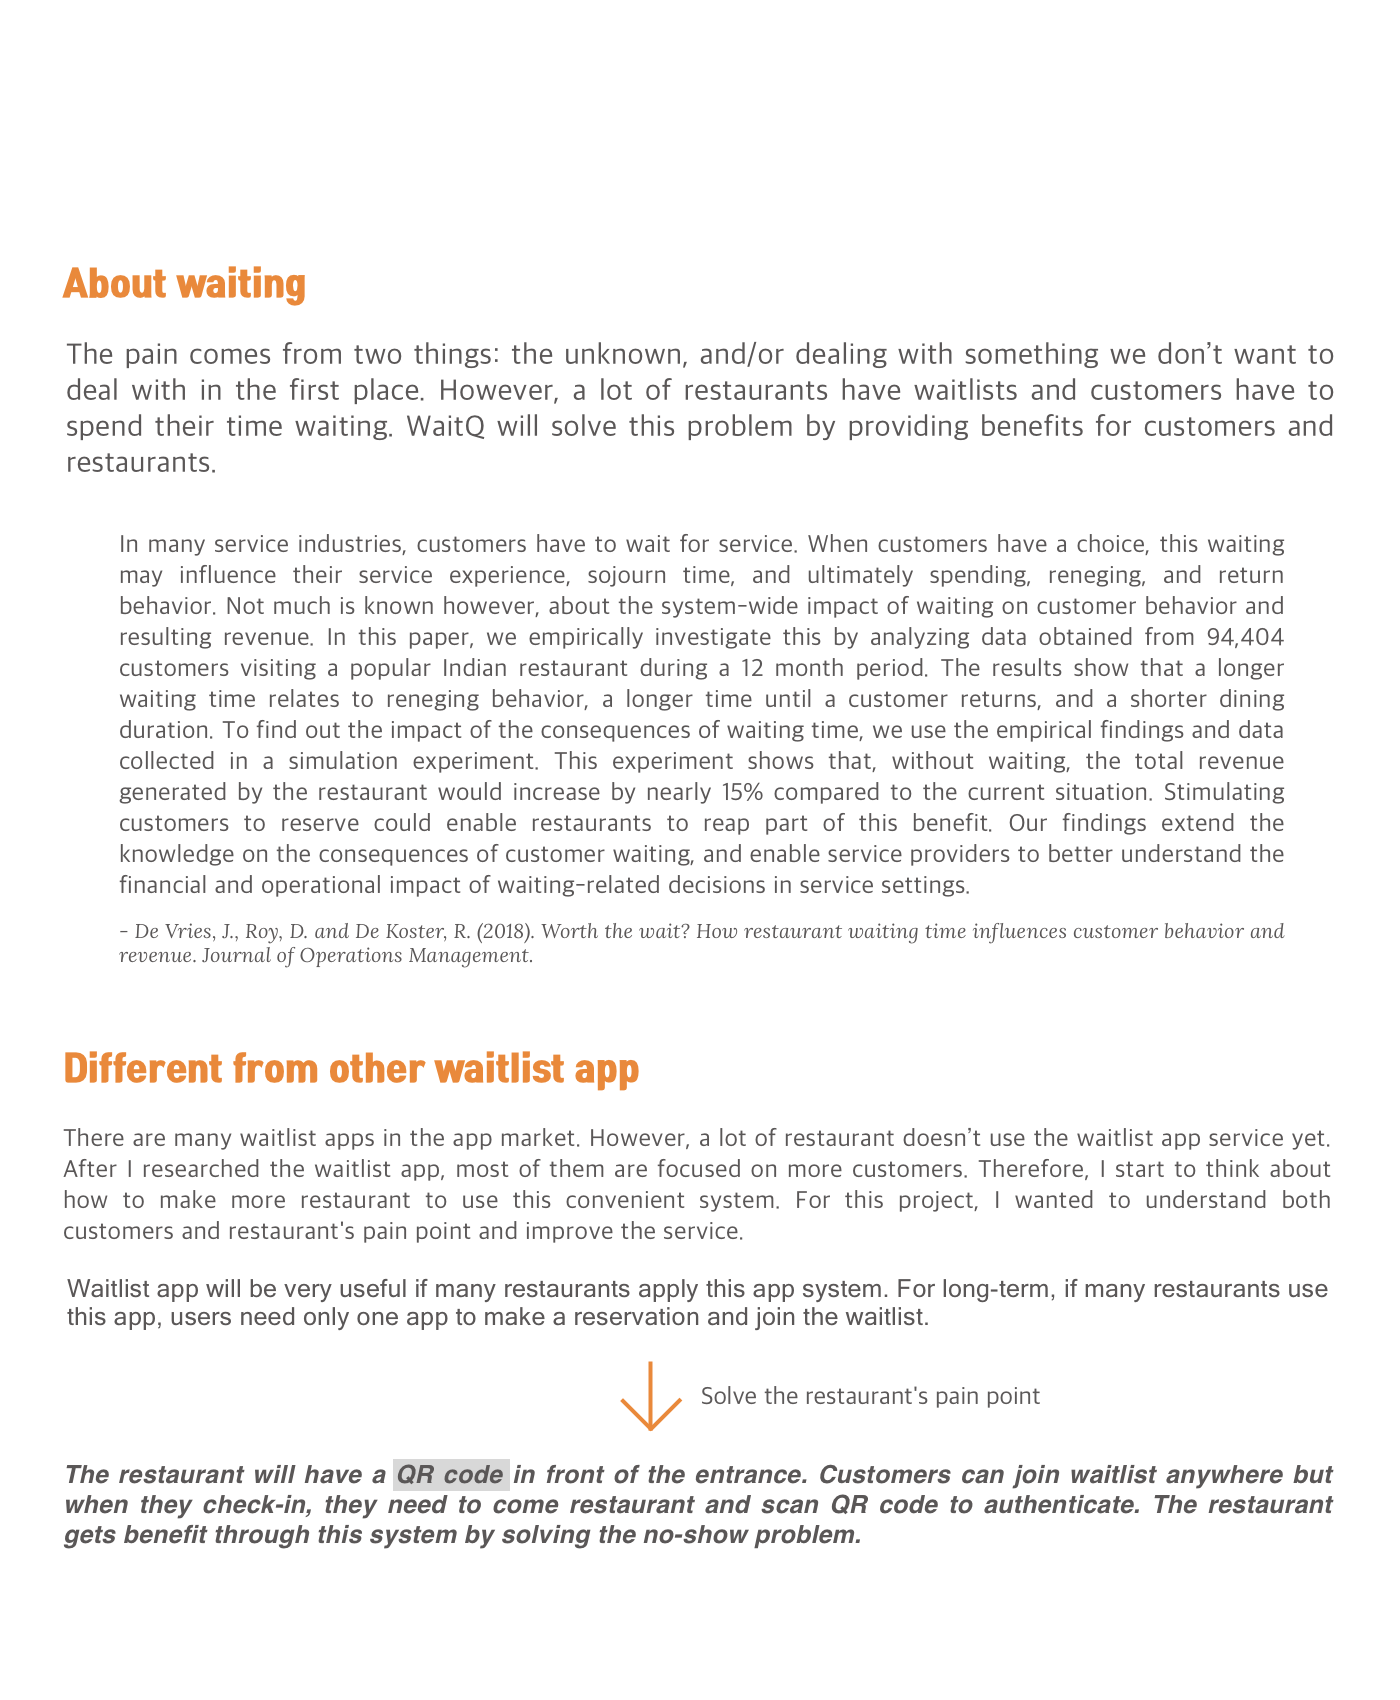 About waiting
The pain comes from two things: the unknown, and/or dealing with something we don't want to
deal with in the first place. However, a lot of restaurants have waitlists and customers have to
spend their time waiting. WaitQ will solve this problem by providing benefits for customers and
restaurants.
In many service industries, customers have to wait for service. When customers have a choice, this waiting
may influence their service experience, sojourn time, and ultimately spending, reneging, and return
behavior. Not much is known however, about the system-wide impact of waiting on customer behavior and
resulting revenue. In this paper, we empirically investigate this by analyzing data obtained from 94,404
customers visiting a popular Indian restaurant during a 12 month period. The results show that a longer
waiting time relates to reneging behavior, a longer time until a customer returns, and a shorter dining
duration. To find out the impact of the consequences of waiting time, we use the empirical findings and data
collected in a simulation experiment. This experiment shows that, without waiting, the total revenue
generated by the restaurant would increase by nearly 15% compared to the current situation. Stimulating
customers to reserve could enable restaurants to reap part of this benefit. Our findings extend the
knowledge on the consequences of customer waiting, and enable service providers to better understand the
financial and operational impact of waiting-related decisions in service settings.
- De Vries, J., Roy, D. and De Koster, R. (2018). Worth the wait? How restaurant waiting time influences customer behavior and
revenue. Journal of Operations Management.
Different from other waitlist app
There are many waitlist apps in the app market. However, a lot of restaurant doesn't use the waitlist app service yet.
After I researched the waitlist app, most of them are focused on more customers. Therefore, I start to think about
how to make more restaurant to use this convenient system. For this project, I wanted to understand both
customers and restaurant's pain point and improve the service.
Waitlist app will be very useful if many restaurants apply this app system. For long-term, if many restaurants use
this app, users need only one app to make a reservation and join the waitlist.
Solve the restaurant's pain point
The restaurant will have a QR code in front of the entrance. Customers can join waitlist anywhere but
when they check-in, they need to come restaurant and scan QR code to authenticate. The restaurant
gets benefit through this system by solving the no-show problem.